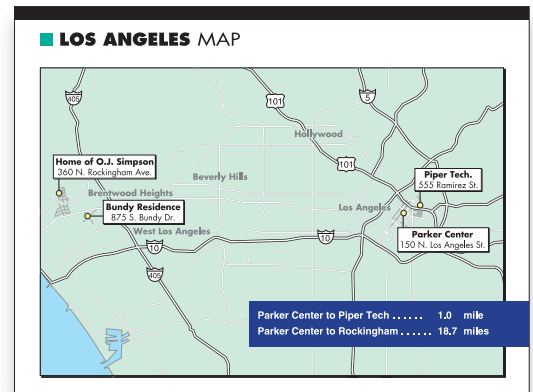 LOS ANGELES MAP
405
101
5
Hollywood
101
Home of O.J. Simpson
360 N. Rockingham Ave.
Beverly Hills
Piper Tech.
555 Ramirez St.
Brentwood Heights
Bundy Residence
875 S. Bundy Dr.
Los Angeles
West Los Angeles
Parker Center
150 N. Los Angeles St.
10
10
405
Parker Center to Piper Tech ...... 1.0 mile
Parker Center to Rockingham ...... 18.7 miles